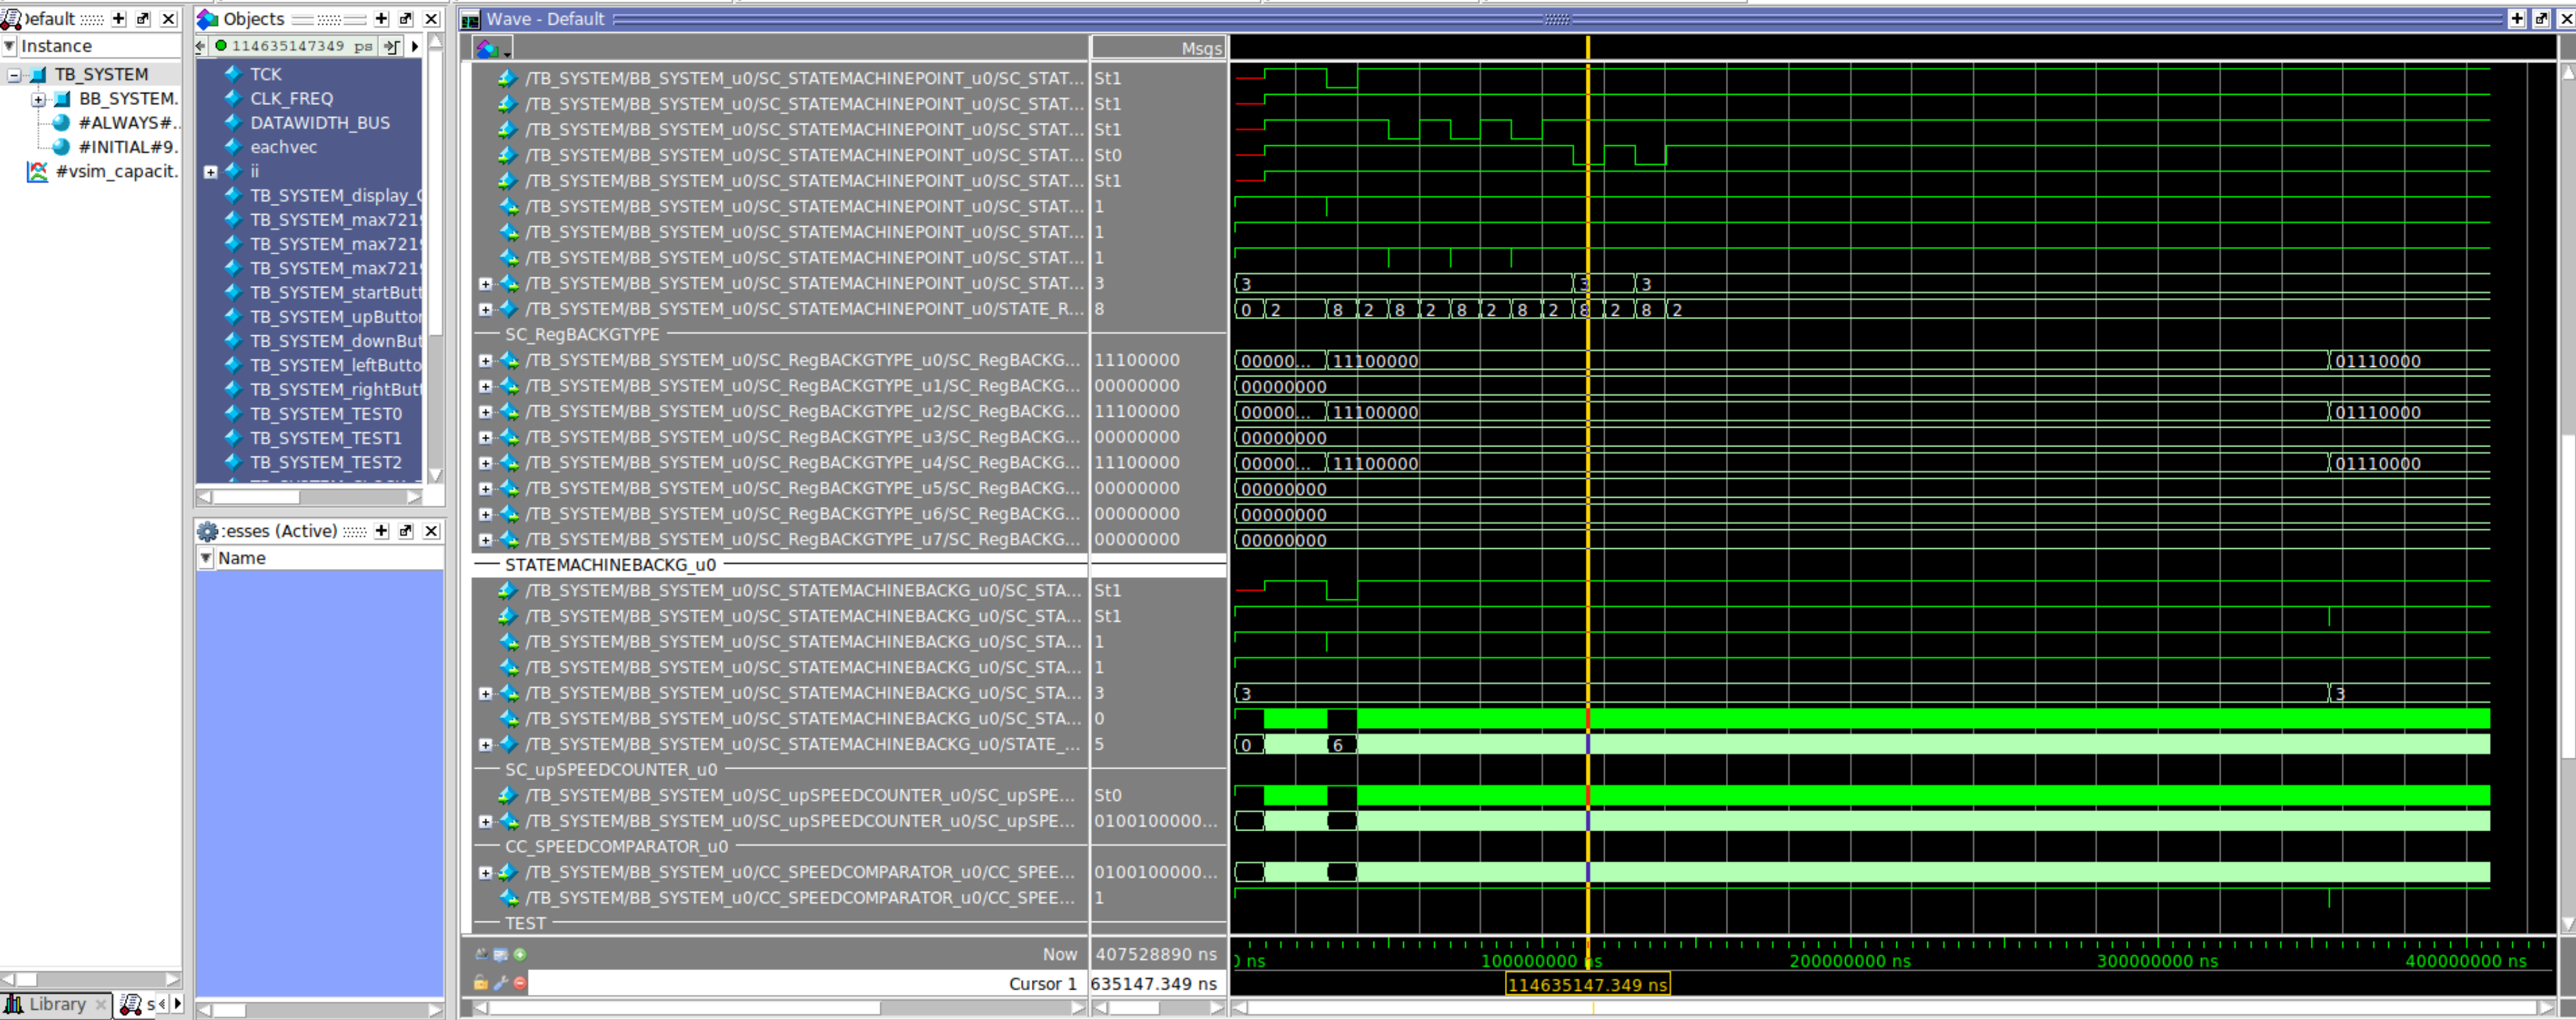 Default
Instance
TB_SYSTEM
BB_SYSTEM.
#ALWAYS#..
#INITIAL#9.
#vsim_capacit.
Library
Objects
114635147349 ps
TCK
CLK_FREQ
DATAWIDTH_BUS
eachvec
ii
TB_SYSTEM_display_
TB_SYSTEM_max7219
TB_SYSTEM_max7219
TB_SYSTEM_max7219
TB_SYSTEM_startButt
TB_SYSTEM_upButton
TB_SYSTEM_downBut
TB_SYSTEM_leftButto
TB_SYSTEM_rightButt
TB_SYSTEM_TEST0
TB_SYSTEM_TEST1
TB_SYSTEM_TEST2
:esses (Active)
Name
Wave - Default
Msgs
/TB_SYSTEM/BB_SYSTEM_u0/SC_STATEMACHINEPOINT_u0/SC_STAT... St1
/TB_SYSTEM/BB_SYSTEM_u0/SC_STATEMACHINEPOINT_u0/SC_STAT... St1
/TB_SYSTEM/BB_SYSTEM_u0/SC_STATEMACHINEPOINT_u0/SC_STAT... St1
/TB_SYSTEM/BB_SYSTEM_u0/SC_STATEMACHINEPOINT_u0/SC_STAT... St0
/TB_SYSTEM/BB_SYSTEM_u0/SC_STATEMACHINEPOINT_u0/SC_STAT... St1
/TB_SYSTEM/BB_SYSTEM_u0/SC_STATEMACHINEPOINT_u0/SC_STAT... 1
/TB_SYSTEM/BB_SYSTEM_u0/SC_STATEMACHINEPOINT_u0/SC_STAT... 1
/TB_SYSTEM/BB_SYSTEM_u0/SC_STATEMACHINEPOINT_u0/SC_STAT... 1
/TB_SYSTEM/BB_SYSTEM_u0/SC_STATEMACHINEPOINT_u0/SC_STAT... 3 3 3 3
/TB_SYSTEM/BB_SYSTEM_u0/SC_STATEMACHINEPOINT_u0/STATE_R... 8 0 2 8 2 8 2 8 2 8 2 8 2 8 2
SC_RegBACKGTYPE
/TB_SYSTEM/BB_SYSTEM_u0/SC_RegBACKGTYPE_u0/SC_RegBACKG... 11100000 00000... 11100000 01110000
/TB_SYSTEM/BB_SYSTEM_u0/SC_RegBACKGTYPE_u1/SC_RegBACKG... 00000000 00000000
/TB_SYSTEM/BB_SYSTEM_u0/SC_RegBACKGTYPE_u2/SC_RegBACKG... 11100000 00000... 11100000 01110000
/TB_SYSTEM/BB_SYSTEM_u0/SC_RegBACKGTYPE_u3/SC_RegBACKG... 00000000 00000000
/TB_SYSTEM/BB_SYSTEM_u0/SC_RegBACKGTYPE_u4/SC_RegBACKG... 11100000 00000... 11100000 01110000
/TB_SYSTEM/BB_SYSTEM_u0/SC_RegBACKGTYPE_u5/SC_RegBACKG... 00000000 00000000
/TB_SYSTEM/BB_SYSTEM_u0/SC_RegBACKGTYPE_u6/SC_RegBACKG... 00000000 00000000
/TB_SYSTEM/BB_SYSTEM_u0/SC_RegBACKGTYPE_u7/SC_RegBACKG... 00000000 00000000
STATEMACHINEBACKG_u0
/TB_SYSTEM/BB_SYSTEM_u0/SC_STATEMACHINEBACKG_u0/SC_STA... St1
/TB_SYSTEM/BB_SYSTEM_u0/SC_STATEMACHINEBACKG_u0/SC_STA... St1
/TB_SYSTEM/BB_SYSTEM_u0/SC_STATEMACHINEBACKG_u0/SC_STA... 1
/TB_SYSTEM/BB_SYSTEM_u0/SC_STATEMACHINEBACKG_u0/SC_STA... 1
/TB_SYSTEM/BB_SYSTEM_u0/SC_STATEMACHINEBACKG_u0/SC_STA... 3 3 3
/TB_SYSTEM/BB_SYSTEM_u0/SC_STATEMACHINEBACKG_u0/SC_STA... 0
/TB_SYSTEM/BB_SYSTEM_u0/SC_STATEMACHINEBACKG_u0/STATE_... 5 0 6
SC_upSPEEDCOUNTER_u0
/TB_SYSTEM/BB_SYSTEM_u0/SC_upSPEEDCOUNTER_u0/SC_upSPE... St0
/TB_SYSTEM/BB_SYSTEM_u0/SC_upSPEEDCOUNTER_u0/SC_upSPE... 0100100000...
CC_SPEEDCOMPARATOR_u0
/TB_SYSTEM/BB_SYSTEM_u0/CC_SPEEDCOMPARATOR_u0/CC_SPEE... 0100100000...
/TB_SYSTEM/BB_SYSTEM_u0/CC_SPEEDCOMPARATOR_u0/CC_SPEE... 1
TEST
Now 407528890 ns
100000000 ns 200000000 ns 300000000 ns 400000000 ns
Cursor 1 635147.349 ns
114635147.349 ns